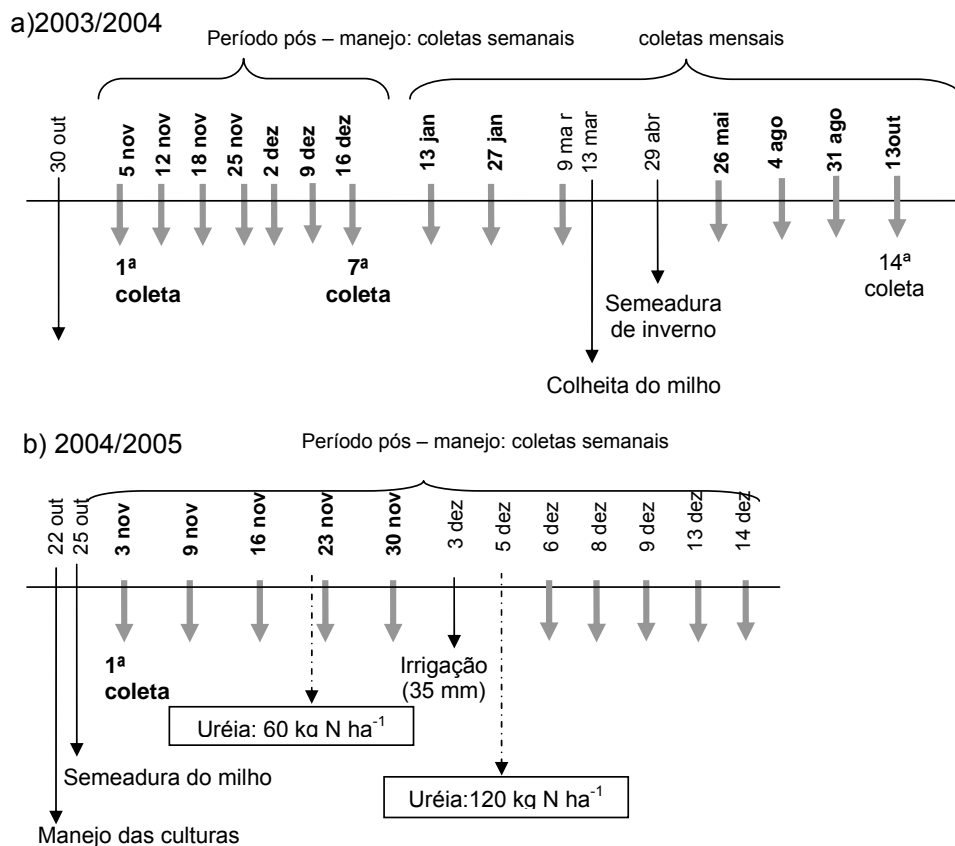 a)2003/2004
Período pós – manejo: coletas semanais
coletas mensais
30 out
5 nov
12 nov
18 nov
25 nov
2 dez
9 dez
16 dez
13 jan
27 jan
9 mar
13 mar
29 abr
26 mai
4 ago
31 ago
13out
1ª
coleta
7ª
coleta
14ª
coleta
Semeadura
de inverno
Colheita do milho
b) 2004/2005
Período pós – manejo: coletas semanais
22 out
25 out
3 nov
9 nov
16 nov
23 nov
30 nov
3 dez
5 dez
6 dez
8 dez
9 dez
13 dez
14 dez
1ª
coleta
Irrigação
(35 mm)
Uréia: 60 kg N ha⁻¹
Semeadura do milho
Uréia:120 kg N ha⁻¹
Manejo das culturas